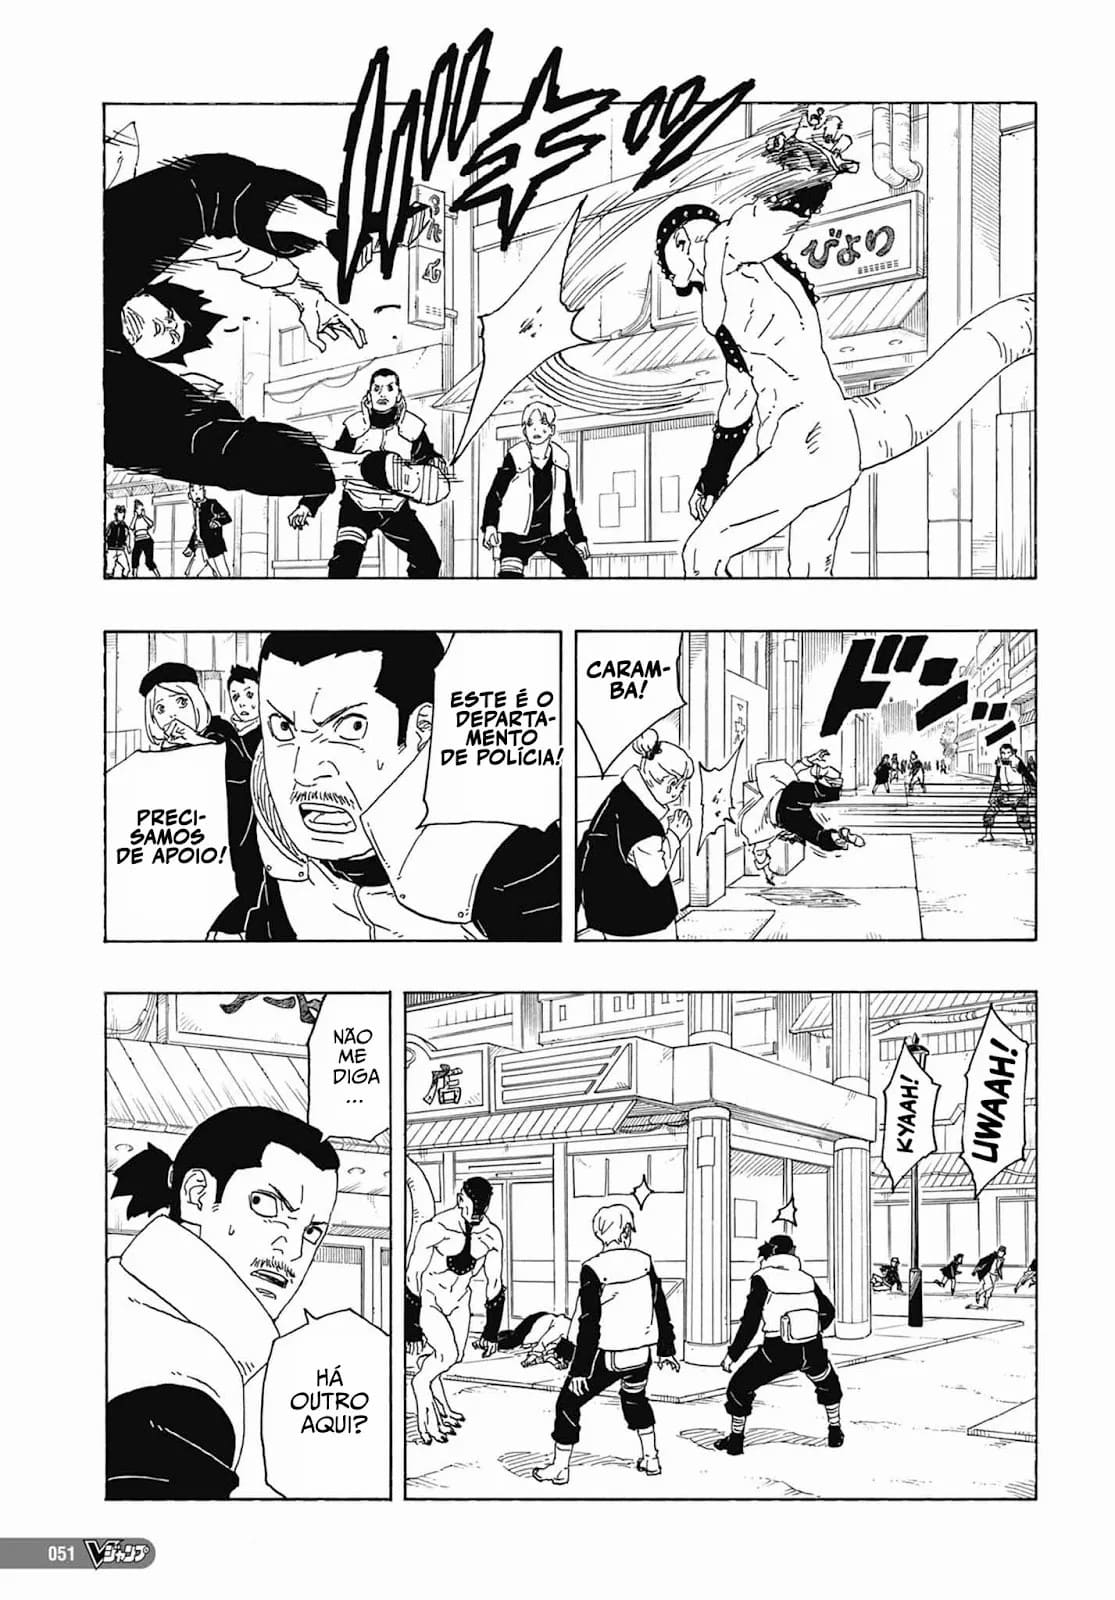 びより
CARAM-
BA!
ドン
ESTE É O
DEPARTA-
MENTO
DE POLÍCIA!
PRECI-
SAMOS
DE APOIO!
UWAAH!
KYAAH!
店
NÃO
ME
DIGA
...
HÁ
OUTRO
AQUI?
051
Vジャンプ